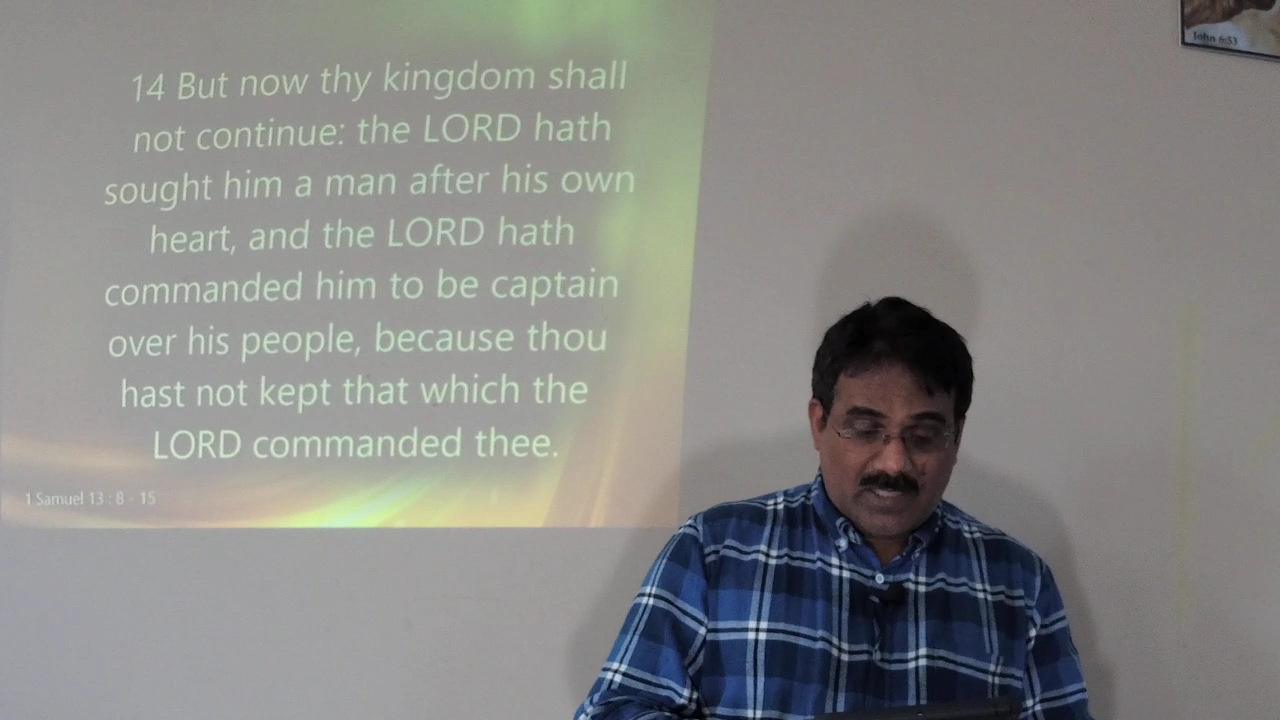 14 But now thy kingdom shall
not continue: the LORD hath
sought him a man after his own
heart, and the LORD hath
commanded him to be captain
over his people, because thou
hast not kept that which the
LORD commanded thee.
1 Samuel 13 : 8 - 15
John 6:53